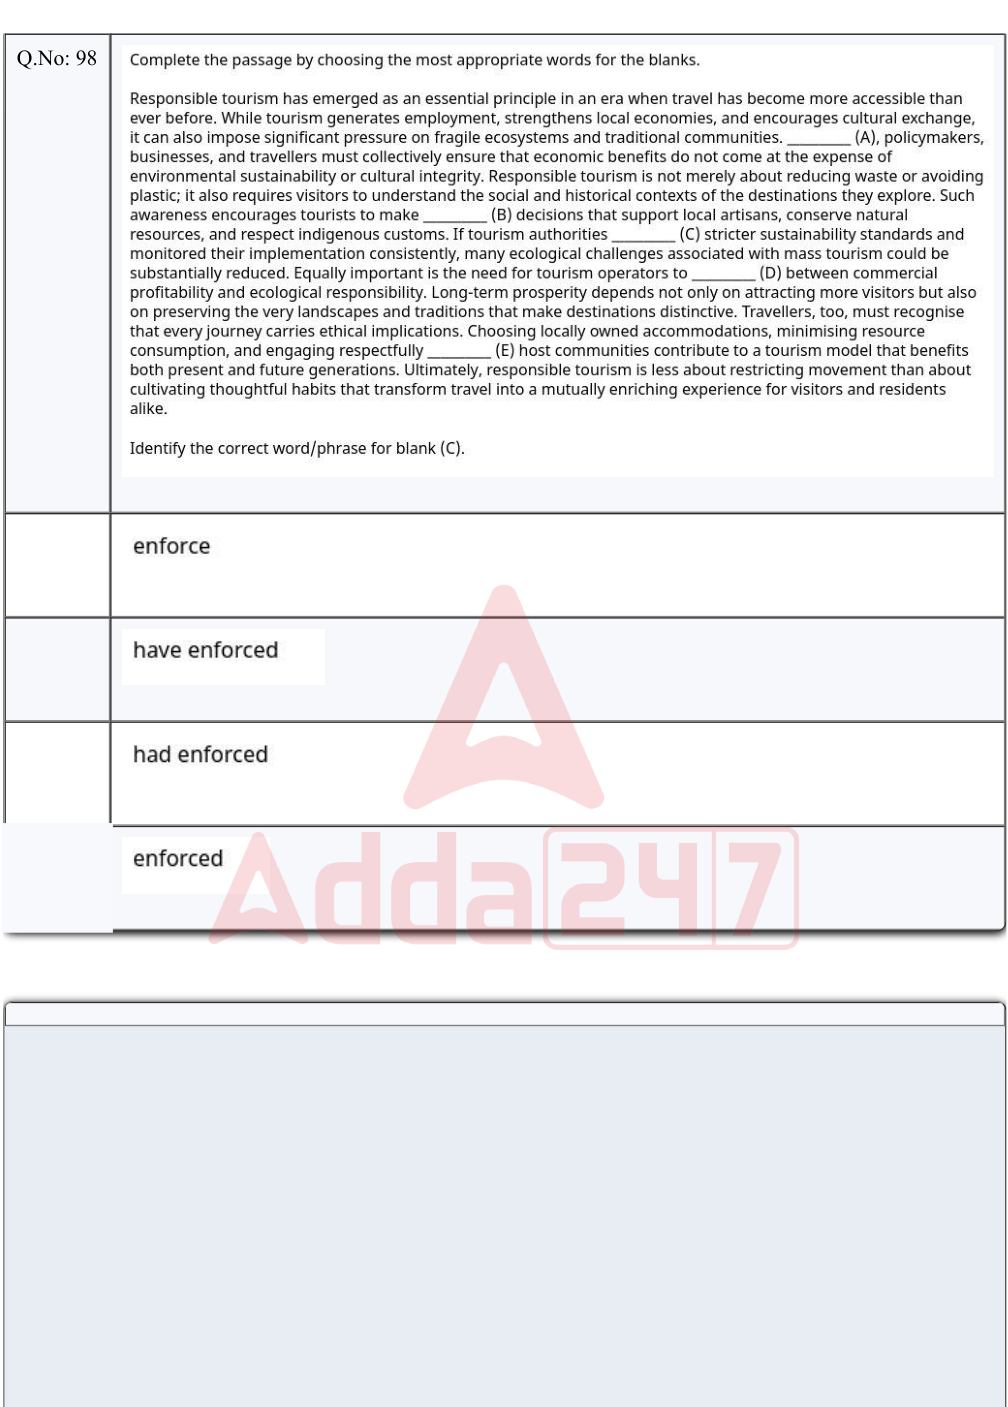 Q.No: 98
Complete the passage by choosing the most appropriate words for the blanks.
Responsible tourism has emerged as an essential principle in an era when travel has become more accessible than
ever before. While tourism generates employment, strengthens local economies, and encourages cultural exchange,
it can also impose significant pressure on fragile ecosystems and traditional communities. ________ (A), policymakers,
businesses, and travellers must collectively ensure that economic benefits do not come at the expense of
environmental sustainability or cultural integrity. Responsible tourism is not merely about reducing waste or avoiding
plastic; it also requires visitors to understand the social and historical contexts of the destinations they explore. Such
awareness encourages tourists to make ________ (B) decisions that support local artisans, conserve natural
resources, and respect indigenous customs. If tourism authorities ________ (C) stricter sustainability standards and
monitored their implementation consistently, many ecological challenges associated with mass tourism could be
substantially reduced. Equally important is the need for tourism operators to ________ (D) between commercial
profitability and ecological responsibility. Long-term prosperity depends not only on attracting more visitors but also
on preserving the very landscapes and traditions that make destinations distinctive. Travellers, too, must recognise
that every journey carries ethical implications. Choosing locally owned accommodations, minimising resource
consumption, and engaging respectfully ________ (E) host communities contribute to a tourism model that benefits
both present and future generations. Ultimately, responsible tourism is less about restricting movement than about
cultivating thoughtful habits that transform travel into a mutually enriching experience for visitors and residents
alike.
Identify the correct word/phrase for blank (C).
enforce
have enforced
had enforced
enforced
Adda247